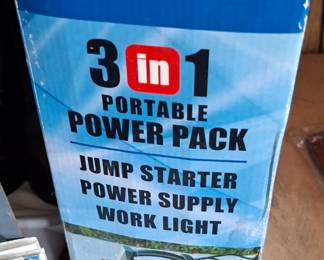 3 in 1
PORTABLE
POWER PACK
JUMP STARTER
POWER SUPPLY
WORK LIGHT